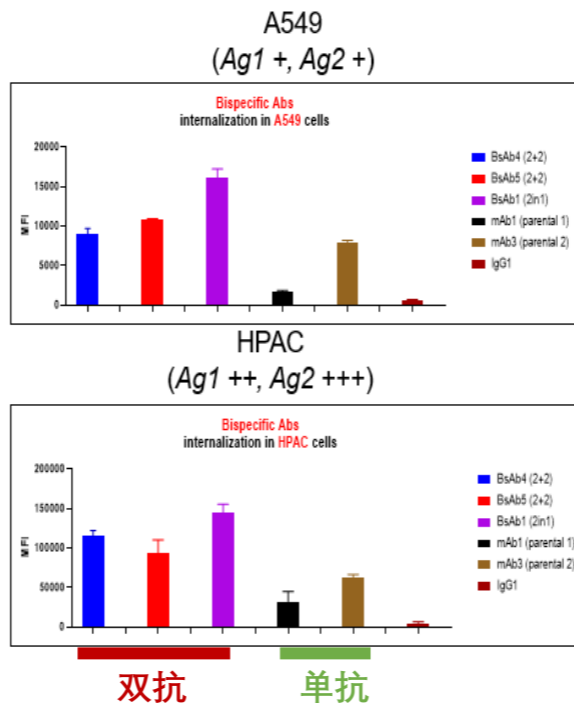 A549
(Ag1 +, Ag2 +)
Bispecific Abs
internalization in A549 cells
20000
15000
10000
5000
0
MFI
BsAb4 (2+2)
BsAb5 (2+2)
BsAb1 (2in1)
mAb1 (parental 1)
mAb3 (parental 2)
IgG1
HPAC
(Ag1 ++, Ag2 +++)
Bispecific Abs
internalization in HPAC cells
200000
150000
100000
50000
0
MFI
BsAb4 (2+2)
BsAb5 (2+2)
BsAb1 (2in1)
mAb1 (parental 1)
mAb3 (parental 2)
IgG1
双抗 单抗